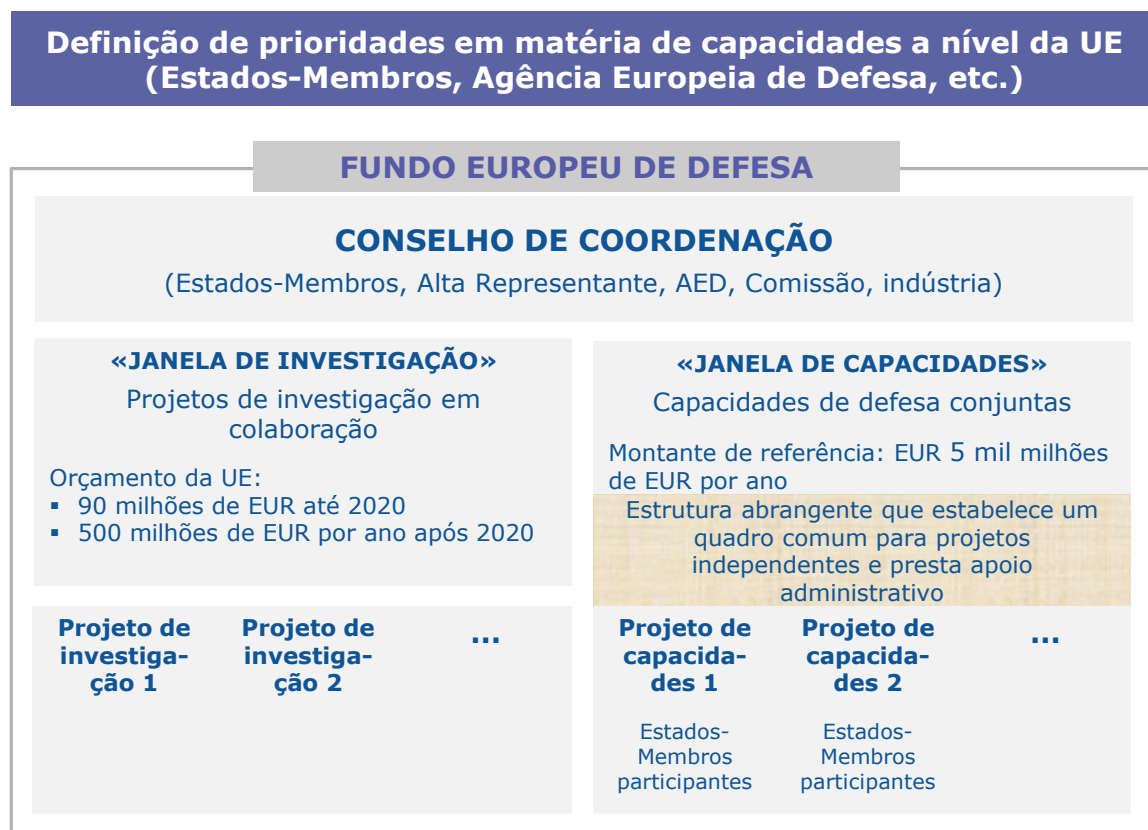 Definição de prioridades em matéria de capacidades a nível da UE
(Estados-Membros, Agência Europeia de Defesa, etc.)
FUNDO EUROPEU DE DEFESA
CONSELHO DE COORDENAÇÃO
(Estados-Membros, Alta Representante, AED, Comissão, indústria)
«JANELA DE INVESTIGAÇÃO»
Projetos de investigação em
colaboração
Orçamento da UE:
▪ 90 milhões de EUR até 2020
▪ 500 milhões de EUR por ano após 2020
«JANELA DE CAPACIDADES»
Capacidades de defesa conjuntas
Montante de referência: EUR 5 mil milhões
de EUR por ano
Estrutura abrangente que estabelece um
quadro comum para projetos
independentes e presta apoio
administrativo
Projeto de
investiga-
ção 1
Projeto de
investiga-
ção 2
...
Projeto de
capacida-
des 1
Estados-
Membros
participantes
Projeto de
capacida-
des 2
Estados-
Membros
participantes
...